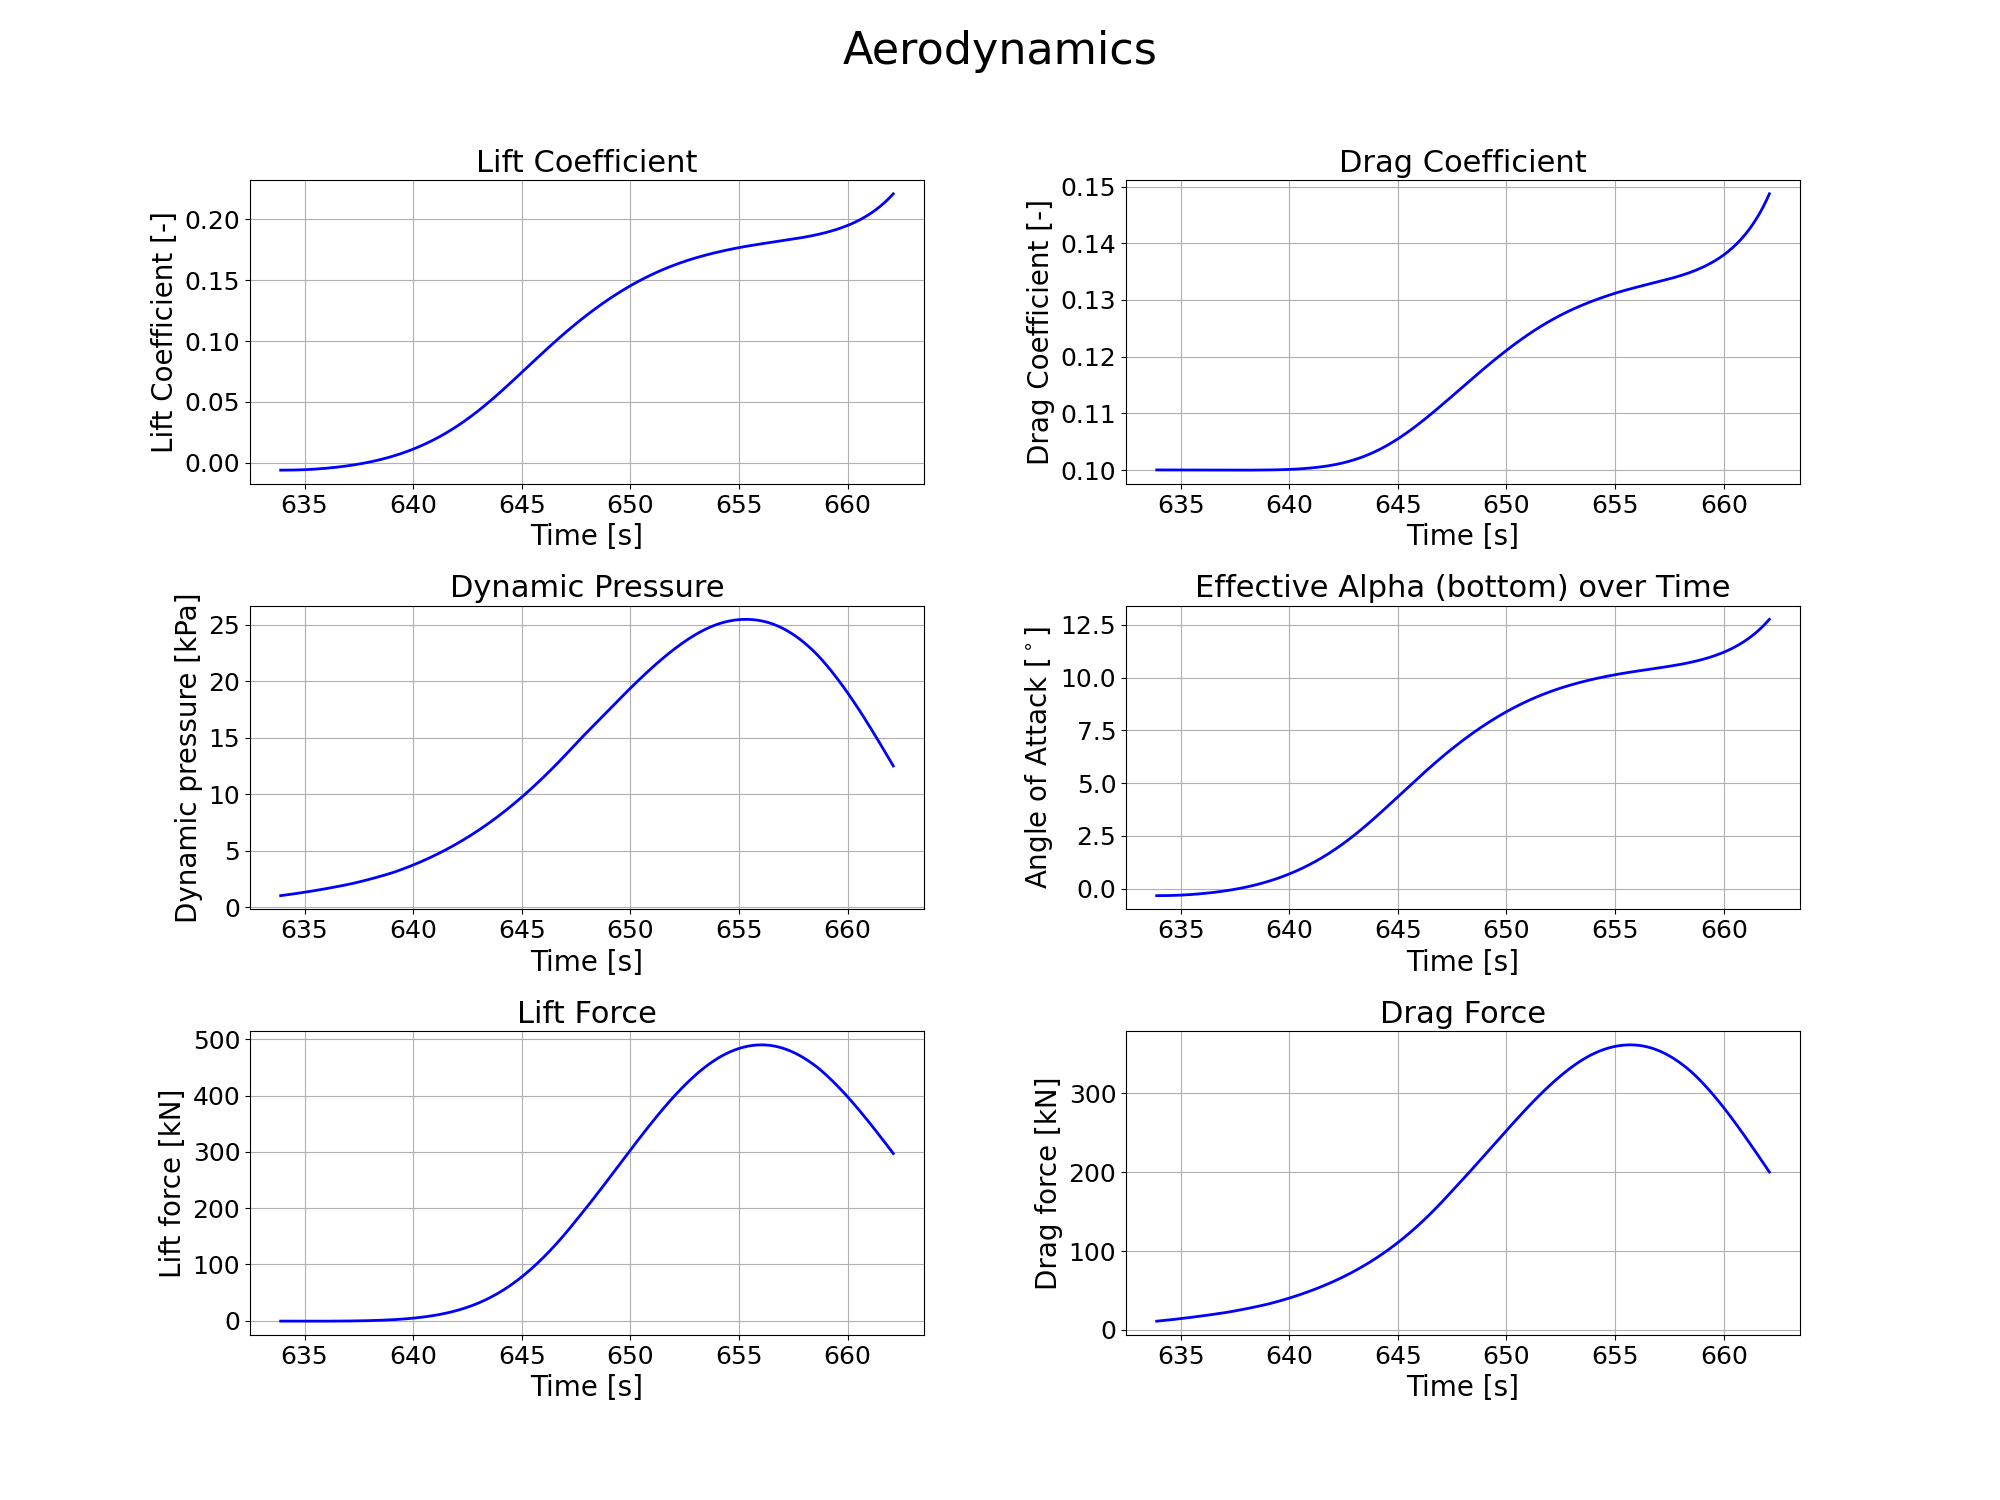 Aerodynamics
Lift Coefficient
Lift Coefficient [-]
0.20
0.15
0.10
0.05
0.00
635 640 645 650 655 660
Time [s]
Drag Coefficient
Drag Coefficient [-]
0.15
0.14
0.13
0.12
0.11
0.10
635 640 645 650 655 660
Time [s]
Dynamic Pressure
Dynamic pressure [kPa]
25
20
15
10
5
0
635 640 645 650 655 660
Time [s]
Effective Alpha (bottom) over Time
Angle of Attack [°]
12.5
10.0
7.5
5.0
2.5
0.0
635 640 645 650 655 660
Time [s]
Lift Force
Lift force [kN]
500
400
300
200
100
0
635 640 645 650 655 660
Time [s]
Drag Force
Drag force [kN]
300
200
100
0
635 640 645 650 655 660
Time [s]